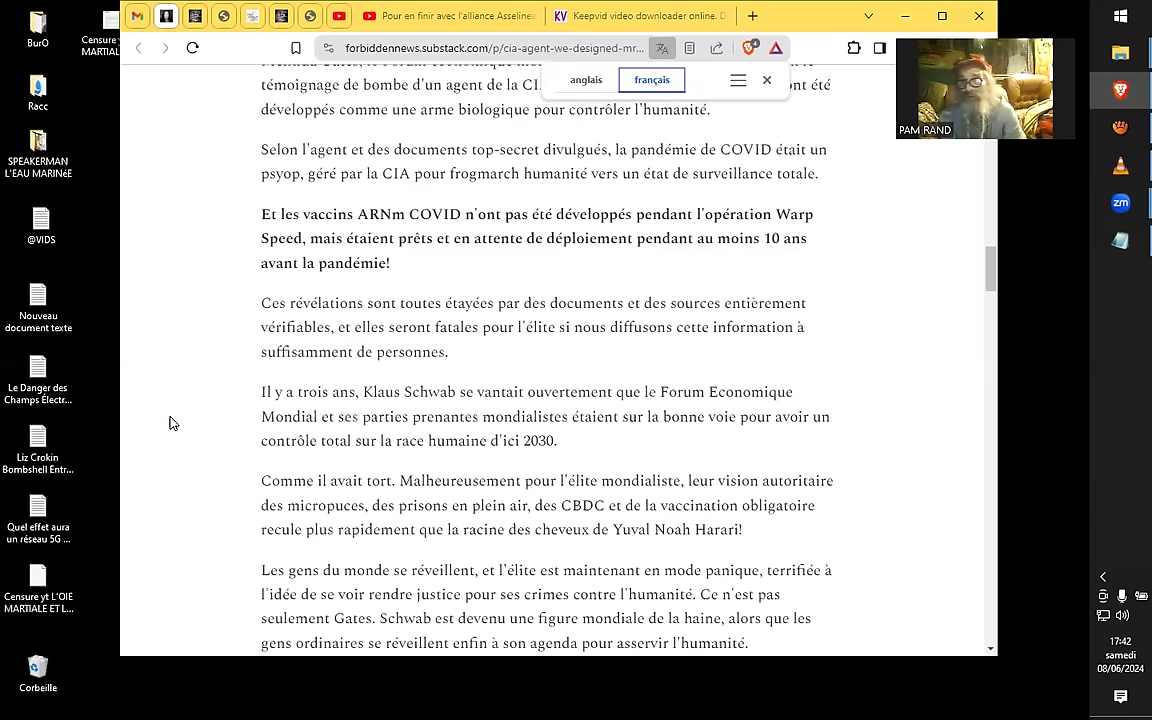 Pour en finir avec l'alliance Asselinea
Keepvid video downloader online. D
forbiddennews.substack.com/p/cia-agent-we-designed-mr...
4
anglais
français
témoignage de bombe d'un agent de la CI
ont été
développés comme une arme biologique pour contrôler l'humanité.
Selon l'agent et des documents top-secret divulgués, la pandémie de COVID était un
psyop, géré par la CIA pour frogmarch humanité vers un état de surveillance totale.
Et les vaccins ARNm COVID n'ont pas été développés pendant l'opération Warp
Speed, mais étaient prêts et en attente de déploiement pendant au moins 10 ans
avant la pandémie!
Ces révélations sont toutes étayées par des documents et des sources entièrement
vérifiables, et elles seront fatales pour l'élite si nous diffusons cette information à
suffisamment de personnes.
Il y a trois ans, Klaus Schwab se vantait ouvertement que le Forum Economique
Mondial et ses parties prenantes mondialistes étaient sur la bonne voie pour avoir un
contrôle total sur la race humaine d'ici 2030.
Comme il avait tort. Malheureusement pour l'élite mondialiste, leur vision autoritaire
des micropuces, des prisons en plein air, des CBDC et de la vaccination obligatoire
recule plus rapidement que la racine des cheveux de Yuval Noah Harari!
Les gens du monde se réveillent, et l'élite est maintenant en mode panique, terrifiée à
l'idée de se voir rendre justice pour ses crimes contre l'humanité. Ce n'est pas
seulement Gates. Schwab est devenu une figure mondiale de la haine, alors que les
gens ordinaires se réveillent enfin à son agenda pour asservir l'humanité.
BurO
Censure
MARTIAL
Racc
SPEAKERMAN
L'EAU MARINéE
@VIDS
Nouveau
document texte
Le Danger des
Champs Électr...
Liz Crokin
Bombshell Entr...
Quel effet aura
un réseau 5G ...
Censure yt L'OIE
MARTIALE ET L...
Corbeille
PAM RAND
KV
zm
17:42
samedi
08/06/2024